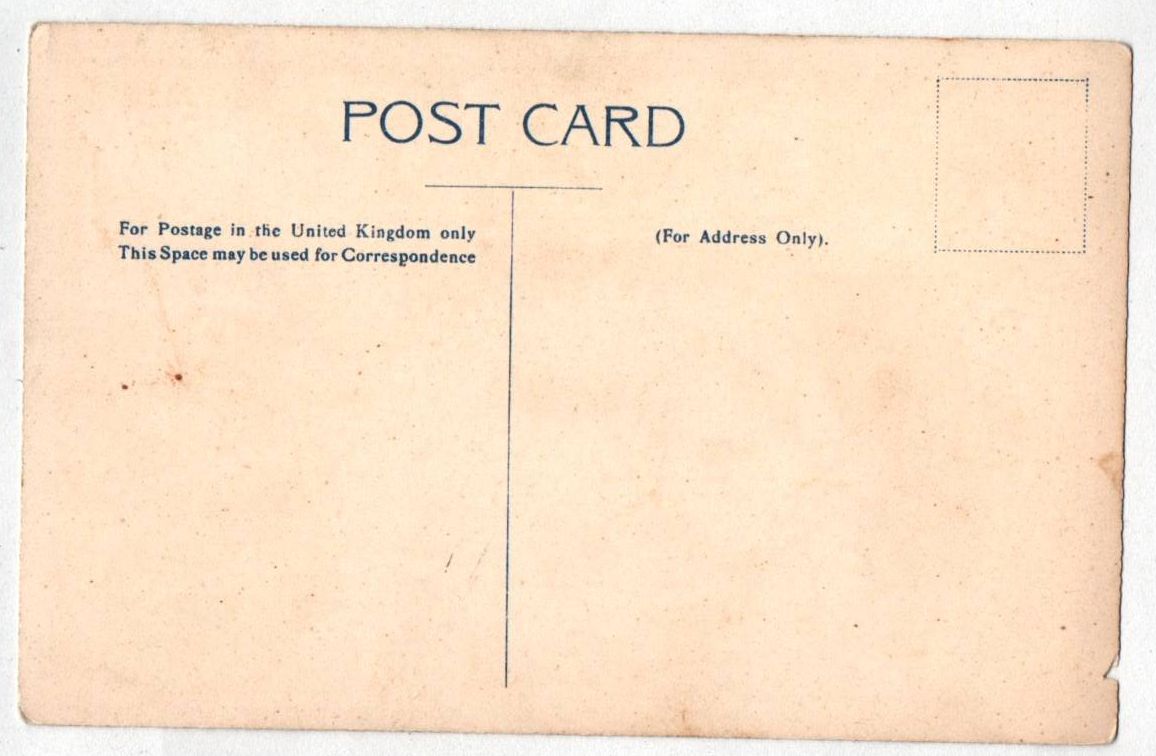 POST CARD
For Postage in the United Kingdom only
This Space may be used for Correspondence
(For Address Only).